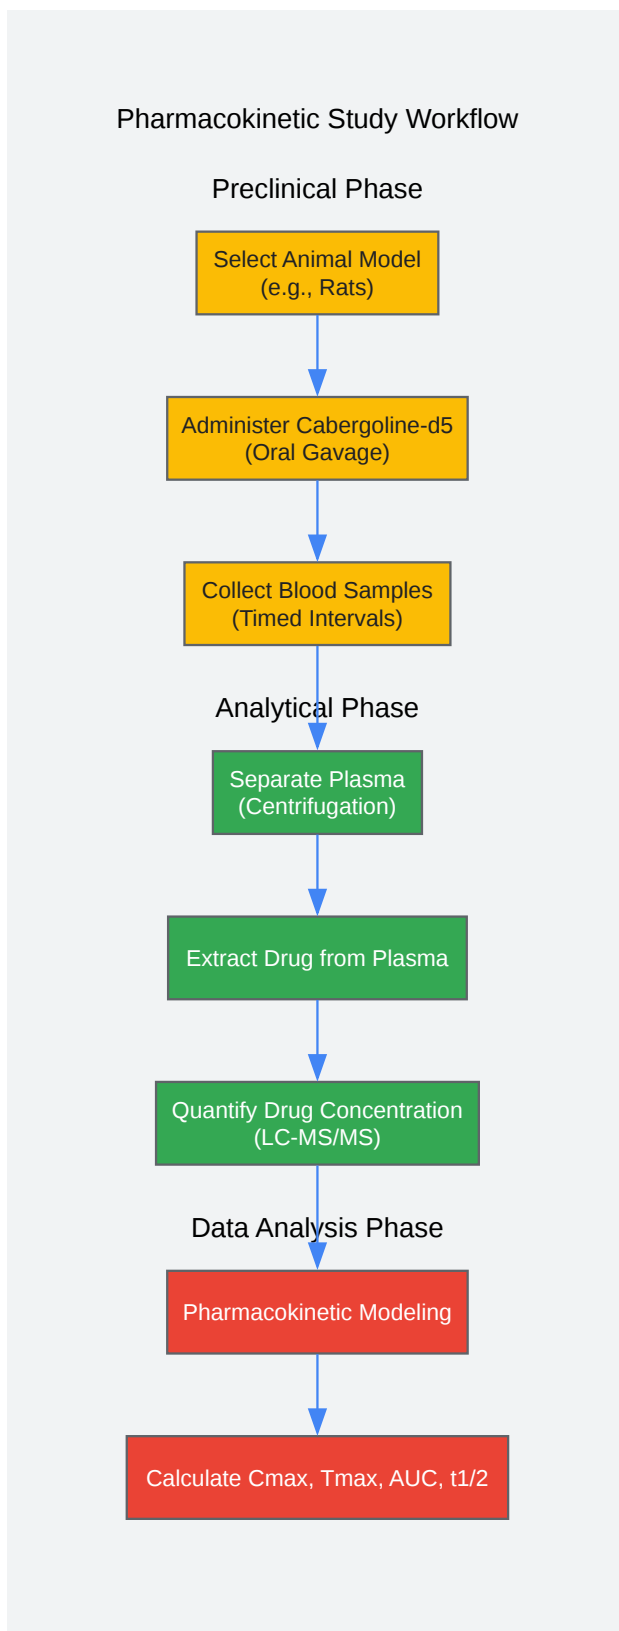 Pharmacokinetic Study Workflow
Preclinical Phase
Select Animal Model
(e.g., Rats)
Administer Cabergoline-d5
(Oral Gavage)
Collect Blood Samples
(Timed Intervals)
Analytical Phase
Separate Plasma
(Centrifugation)
Extract Drug from Plasma
Quantify Drug Concentration
(LC-MS/MS)
Data Analysis Phase
Pharmacokinetic Modeling
Calculate Cmax, Tmax, AUC, t1/2